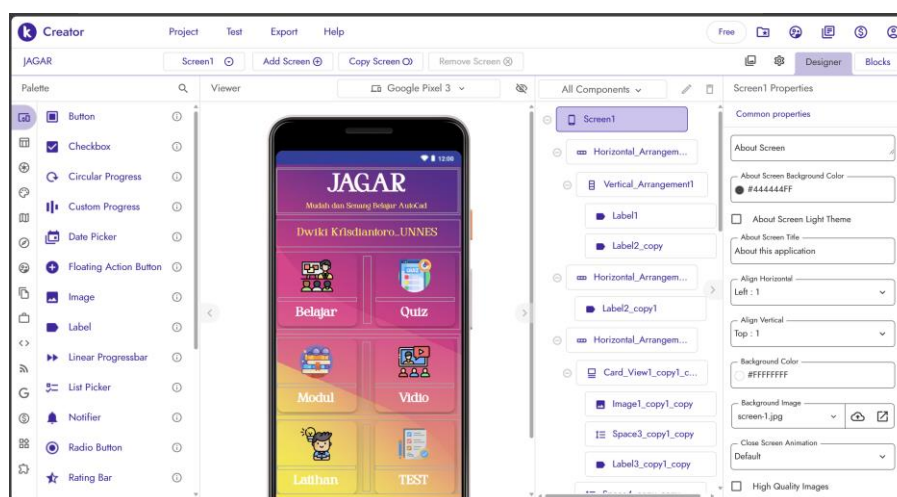 Creator Project Test Export Help Free
JAGAR Screen1 Add Screen Copy Screen Remove Screen Designer Blocks
Palette
Button
Checkbox
Circular Progress
Custom Progress
Date Picker
Floating Action Button
Image
Label
Linear Progressbar
List Picker
Notifier
Radio Button
Rating Bar
Viewer Google Pixel 3
12:00
JAGAR
Mudah dan Senang Belajar AutoCad
Dwiki Krisdiantoro_UNNES
Belajar Quiz
Modul Vidio
Latihan TEST
All Components
Screen1
Horizontal_Arrangem...
Vertical_Arrangement1
Label1
Label2_copy
Horizontal_Arrangem...
Label2_copy1
Horizontal_Arrangem...
Card_View1_copy1_c...
Image1_copy1_copy
Space3_copy1_copy
Label3_copy1_copy
Screen1 Properties
Common properties
About Screen
About Screen Background Color
#444444FF
About Screen Light Theme
About Screen Title
About this application
Align Horizontal
Left : 1
Align Vertical
Top : 1
Background Color
#FFFFFFFF
Background Image
screen-1.jpg
Close Screen Animation
Default
High Quality Images